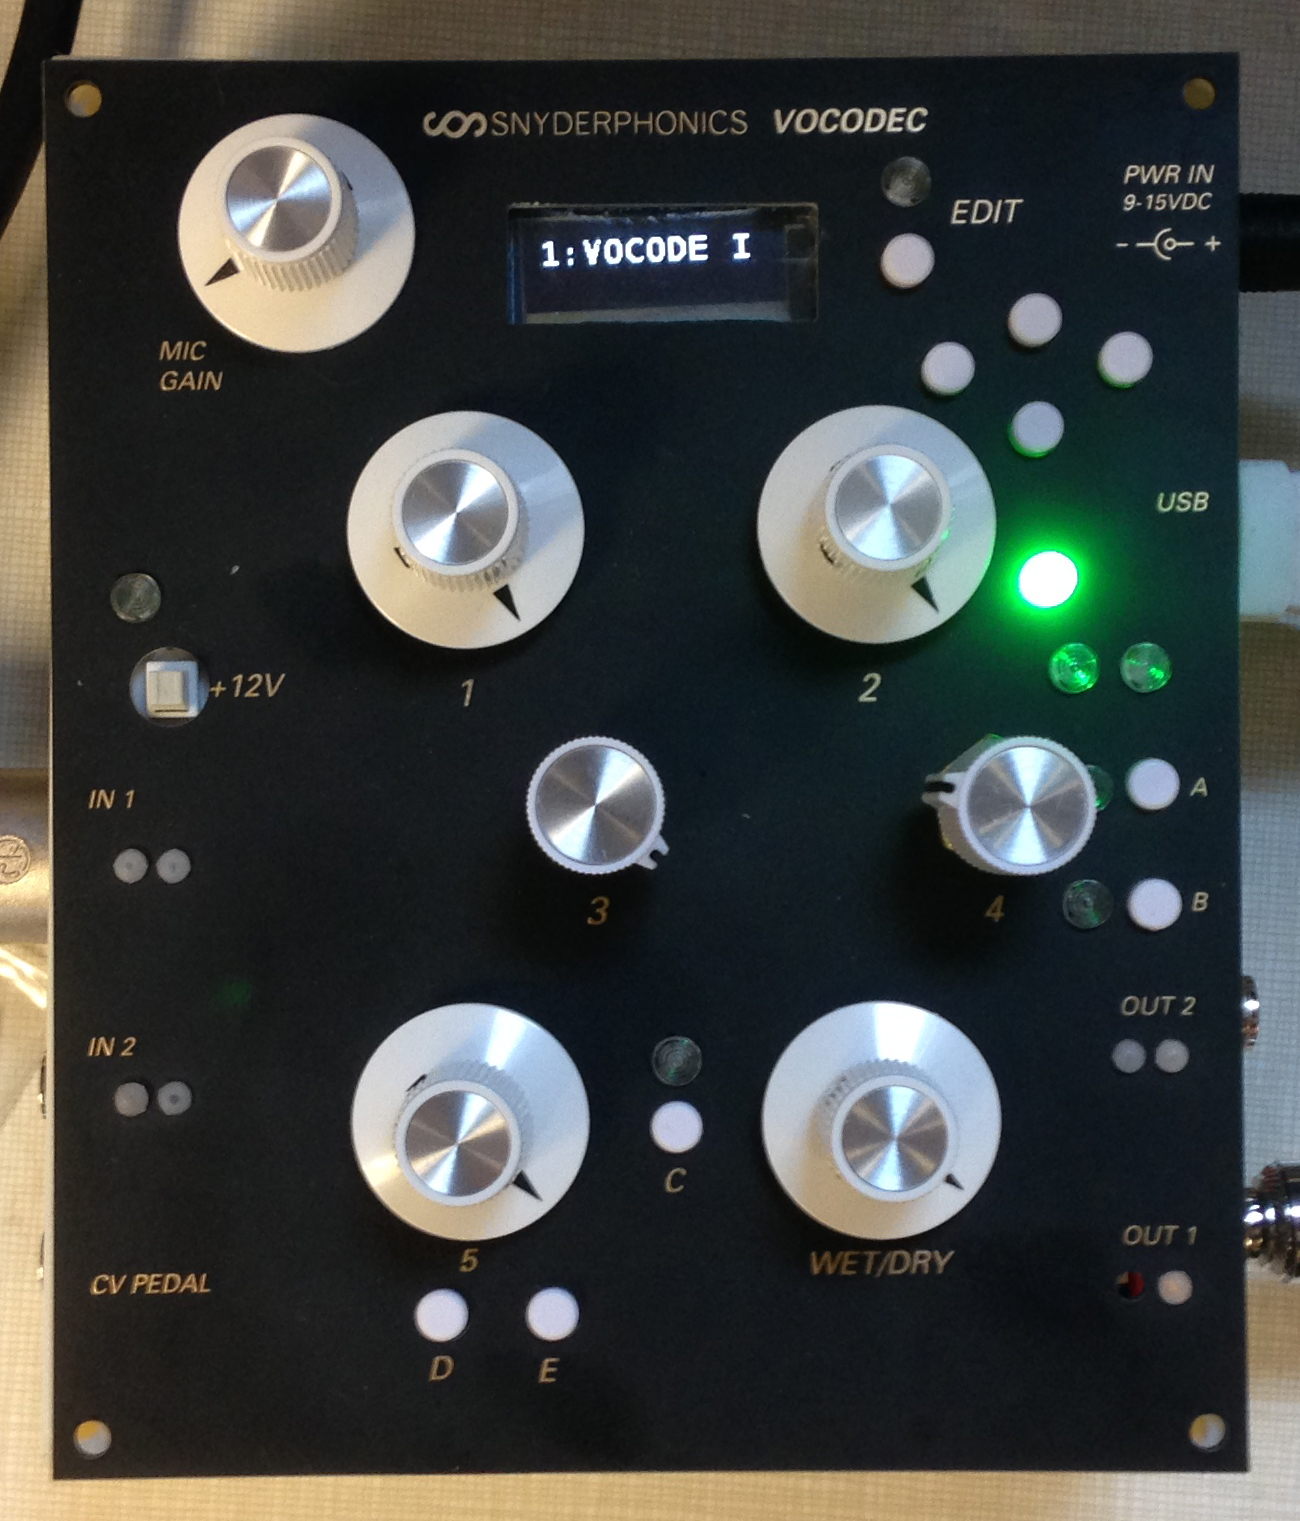 SNYDERPHONICS VOCODEC
PWR IN
9-15VDC
- +
EDIT
1:VOCODE I
MIC
GAIN
USB
+12V
1
2
IN 1
A
3
4
B
IN 2
OUT 2
C
5
WET/DRY
OUT 1
CV PEDAL
D
E